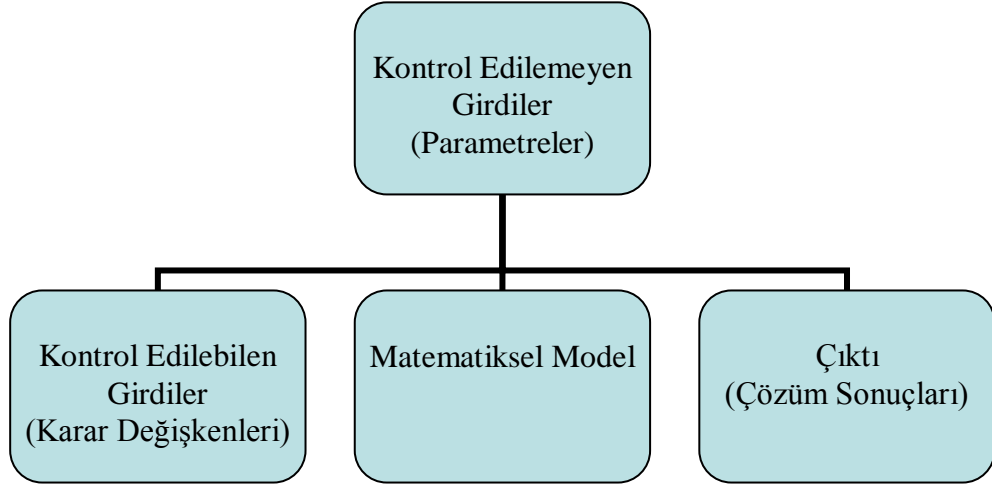 Kontrol Edilemeyen
Girdiler
(Parametreler)
Kontrol Edilebilen
Girdiler
(Karar Değişkenleri)
Matematiksel Model
Çıktı
(Çözüm Sonuçları)